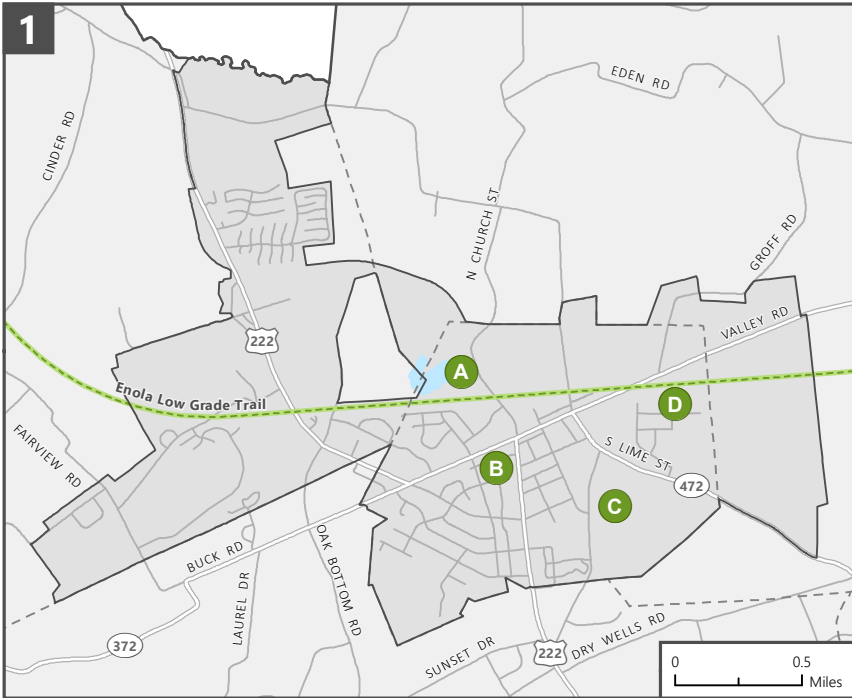 1
EDEN RD
CINDER RD
N CHURCH ST
GROFF RD
VALLEY RD
222
A
Enola Low Grade Trail
D
FAIRVIEW RD
S LIME ST
B
472
C
BUCK RD
OAK BOTTOM RD
LAUREL DR
372
SUNSET DR
222
DRY WELLS RD
0 0.5
Miles